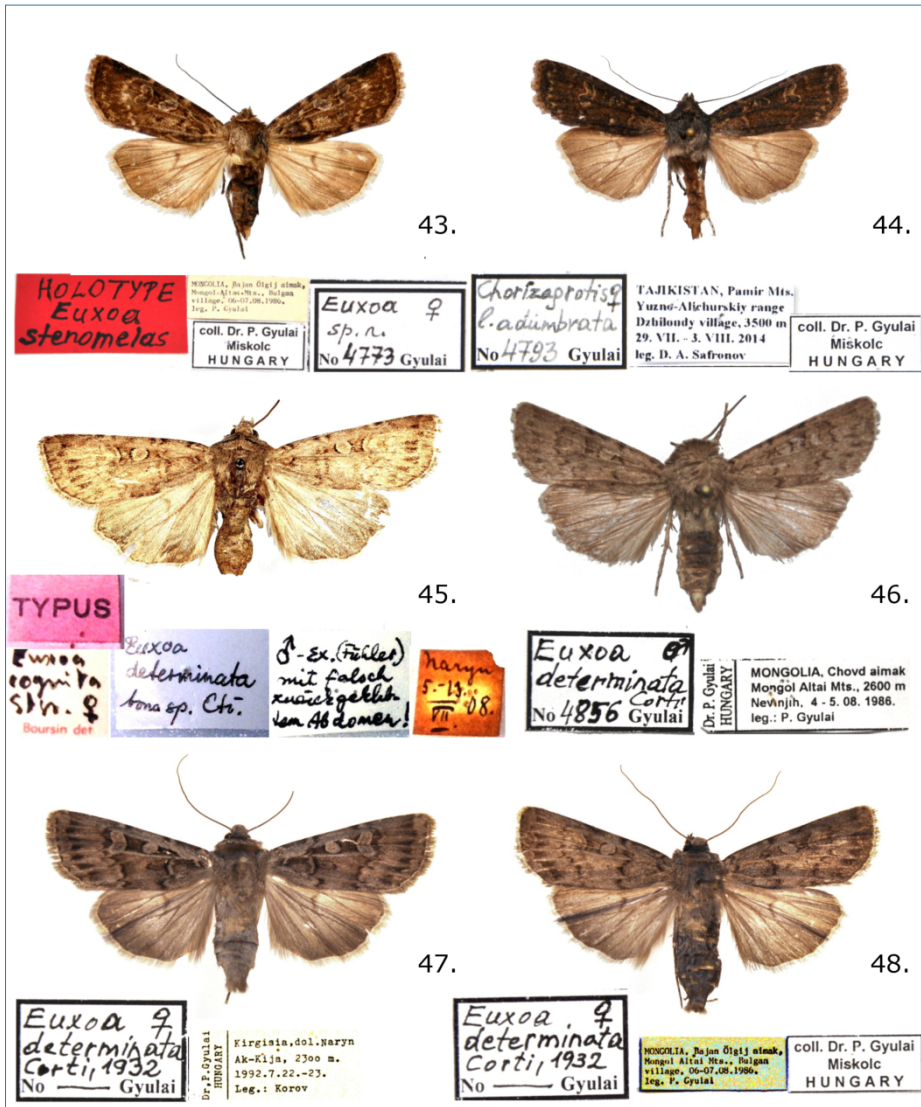 43.
44.
HOLOTYPE
Euxoa
stenomelas
MONGOLIA, Bajan Ölgij aimak,
Mongol-Altai-Mts., Bulgan
village, 06-07.08.1986.
leg. P. Gyulai
coll. Dr. P. Gyulai
Miskolc
HUNGARY
Euxoa ♀
sp. n.
No 4773 Gyulai
Chorizagrotis ♀
l. adumbrata
No 4793 Gyulai
TAJIKISTAN, Pamir Mts.
Yuzno-Alichurskiy range
Dzhiloudy village, 3500 m
29. VII. - 3. VIII. 2014
leg. D. A. Safronov
coll. Dr. P. Gyulai
Miskolc
HUNGARY
45.
46.
TYPUS
Euxoa
cognita
Stgr. ♀
Boursin det
Euxoa
determinata
bona sp. Cti.
♂-Ex. (Fühler)
mit falsch
Abdomen!
Naryn
5.-13.
VII. 08.
Euxoa ♂
determinata
Corti
No 4856 Gyulai
Dr. P. Gyulai
HUNGARY
MONGOLIA, Chovd aimak
Mongol Altai Mts., 2600 m
Nevinjih, 4 - 5. 08. 1986.
leg.: P. Gyulai
47.
48.
Euxoa ♀
determinata
Corti, 1932
No —— Gyulai
Dr. P. Gyulai
HUNGARY
Kirgisia, dol. Naryn
Ak-Kija, 2300 m.
1992.7.22.-23.
Leg.: Korov
Euxoa ♀
determinata
Corti, 1932
No —— Gyulai
MONGOLIA, Bajan Ölgij aimak,
Mongol Altai Mts., Bulgan
village, 06-07.08.1986.
leg. P. Gyulai
coll. Dr. P. Gyulai
Miskolc
HUNGARY